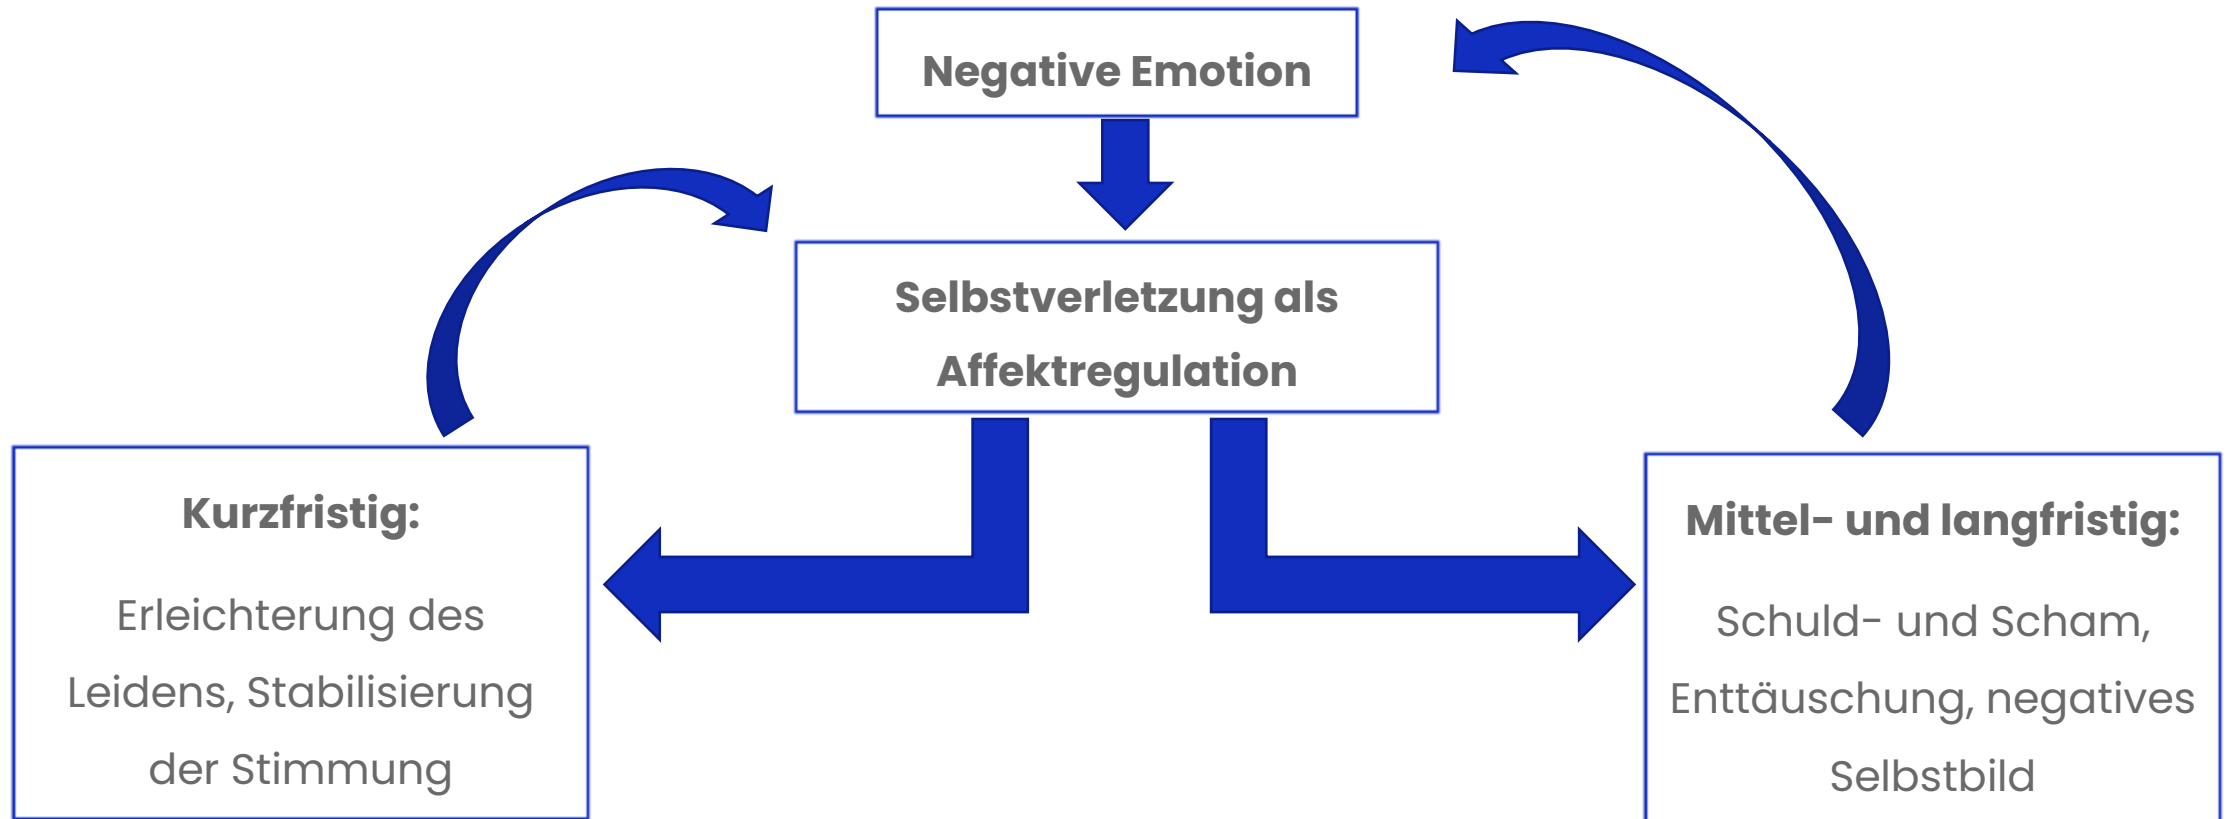 Negative Emotion
Selbstverletzung als
Affektregulation
Kurzfristig:
Erleichterung des
Leidens, Stabilisierung
der Stimmung
Mittel- und langfristig:
Schuld- und Scham,
Enttäuschung, negatives
Selbstbild